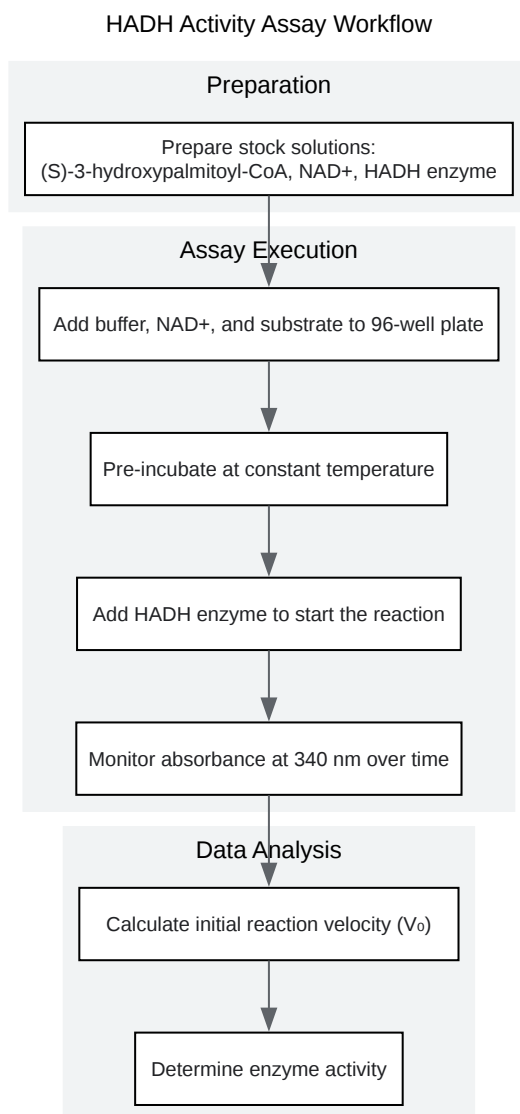 HADH Activity Assay Workflow
Preparation
Prepare stock solutions:
(S)-3-hydroxypalmitoyl-CoA, NAD+, HADH enzyme
Assay Execution
Add buffer, NAD+, and substrate to 96-well plate
Pre-incubate at constant temperature
Add HADH enzyme to start the reaction
Monitor absorbance at 340 nm over time
Data Analysis
Calculate initial reaction velocity (V₀)
Determine enzyme activity